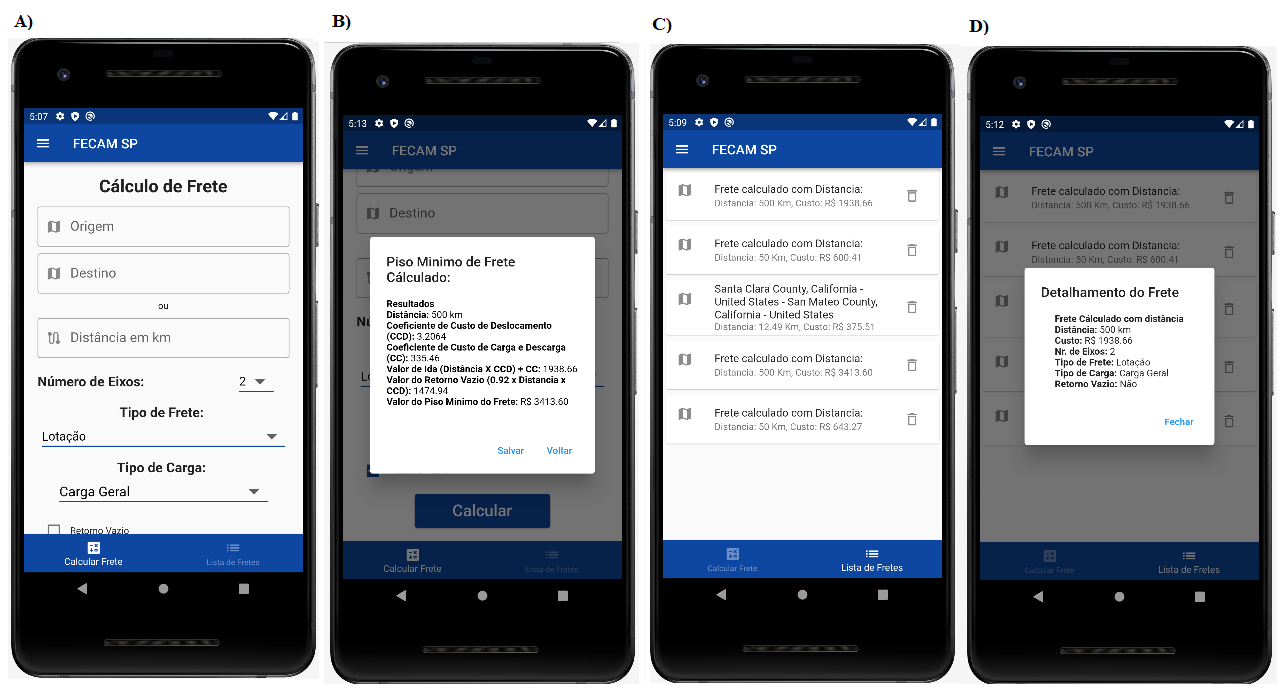 A)
5:07
FECAM SP
Cálculo de Frete
Origem
Destino
ou
Distância em km
Número de Eixos: 2
Tipo de Frete:
Lotação
Tipo de Carga:
Carga Geral
Retorno Vazio
Calcular Frete
Lista de Fretes
B)
5:13
FECAM SP
Origem
Destino
Piso Minimo de Frete
Cálculado:
Resultados
Distância: 500 km
Coeficiente de Custo de Deslocamento
(CCD): 3.2064
Coeficiente de Custo de Carga e Descarga
(CC): 335.46
Valor de Ida (Distância X CCD) + CC: 1938.66
Valor do Retorno Vazio (0.92 x Distancia x
CCD): 1474.94
Valor do Piso Minimo do Frete: R$ 3413.60
Salvar
Voltar
Calcular
Calcular Frete
Lista de Fretes
C)
5:09
FECAM SP
Frete calculado com Distancia:
Distancia: 500 Km, Custo: R$ 1938.66
Frete calculado com Distancia:
Distancia: 50 Km, Custo: R$ 600.41
Santa Clara County, California -
United States - San Mateo County,
California - United States
Distancia: 12.49 Km, Custo: R$ 375.51
Frete calculado com Distancia:
Distancia: 500 Km, Custo: R$ 3413.60
Frete calculado com Distancia:
Distancia: 50 Km, Custo: R$ 643.27
Calcular Frete
Lista de Fretes
D)
5:12
FECAM SP
Frete calculado com Distancia:
Distancia: 500 Km, Custo: R$ 1938.66
Frete calculado com Distancia:
Distancia: 50 Km, Custo: R$ 600.41
Detalhamento do Frete
Frete Cálculado com distância
Distância: 500 km
Custo: R$ 1938.66
Nr. de Eixos: 2
Tipo de Frete: Lotação
Tipo de Carga: Carga Geral
Retorno Vazio: Não
Fechar
Calcular Frete
Lista de Fretes